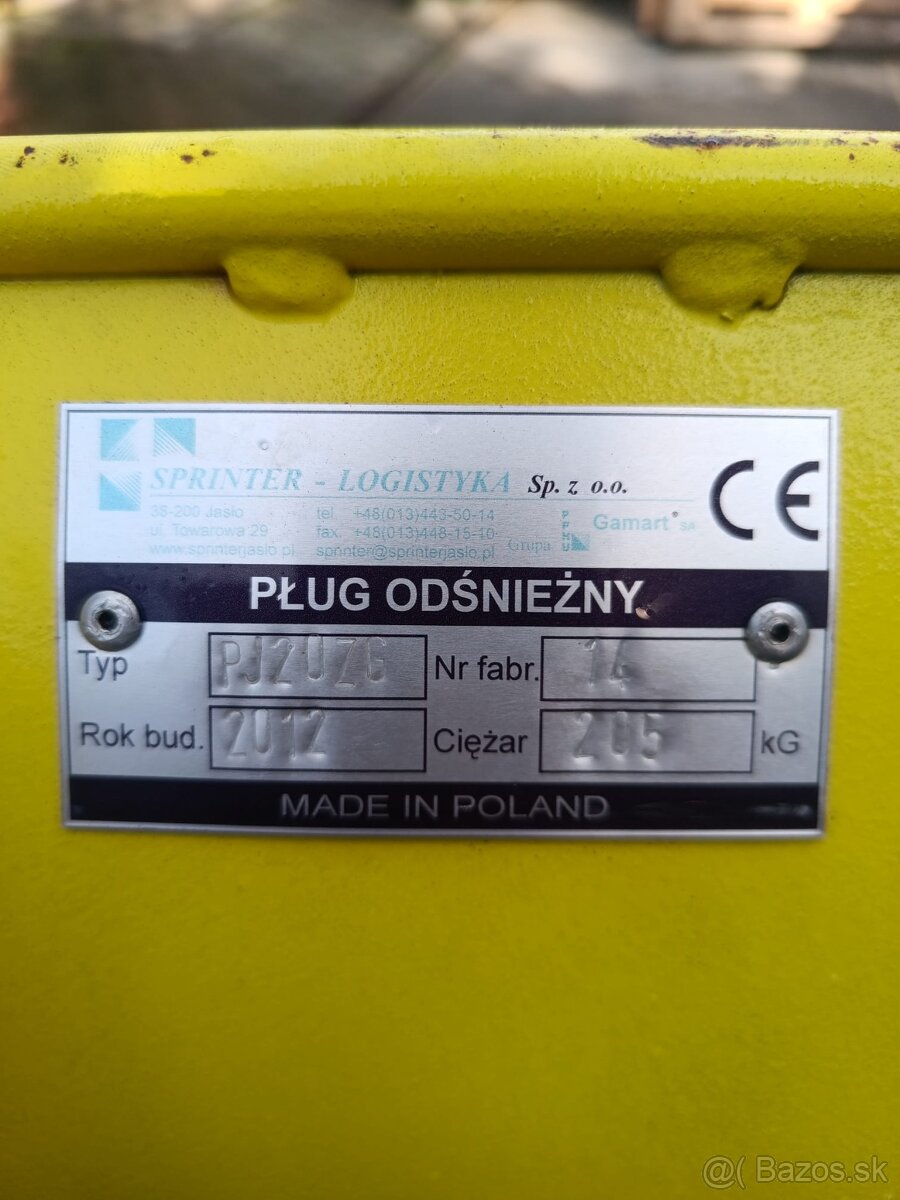 SPRINTER - LOGISTYKA Sp. z o.o.
38-200 Jasło tel. +48(013)443-50-14
ul. Towarowa 29 fax. +48(013)448-15-10
www.sprinterjaslo.pl sprinter@sprinterjaslo.pl Grupa PPHU Gamart® SA
CE
PŁUG ODŚNIEŻNY
Typ PJ20ZG Nr fabr. 14
Rok bud. 2012 Ciężar 205 kG
MADE IN POLAND
@( Bazos.sk